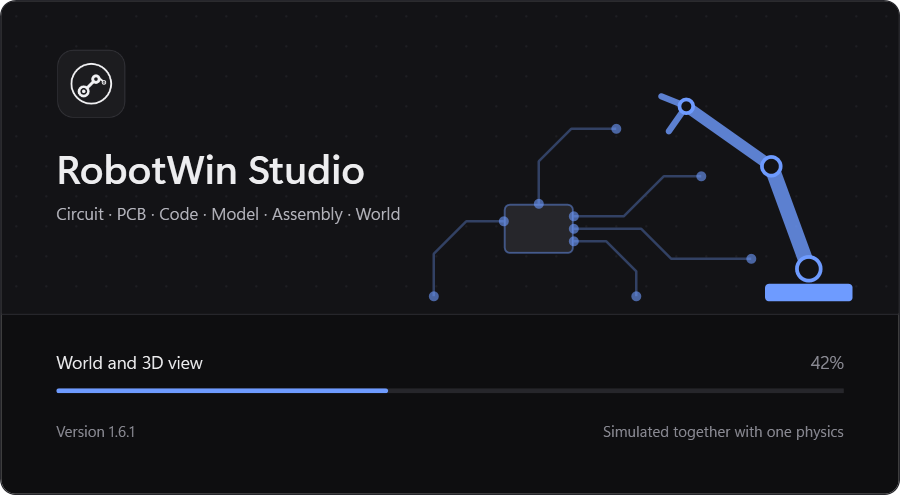 RobotWin Studio
Circuit · PCB · Code · Model · Assembly · World
World and 3D view
42%
Version 1.6.1
Simulated together with one physics